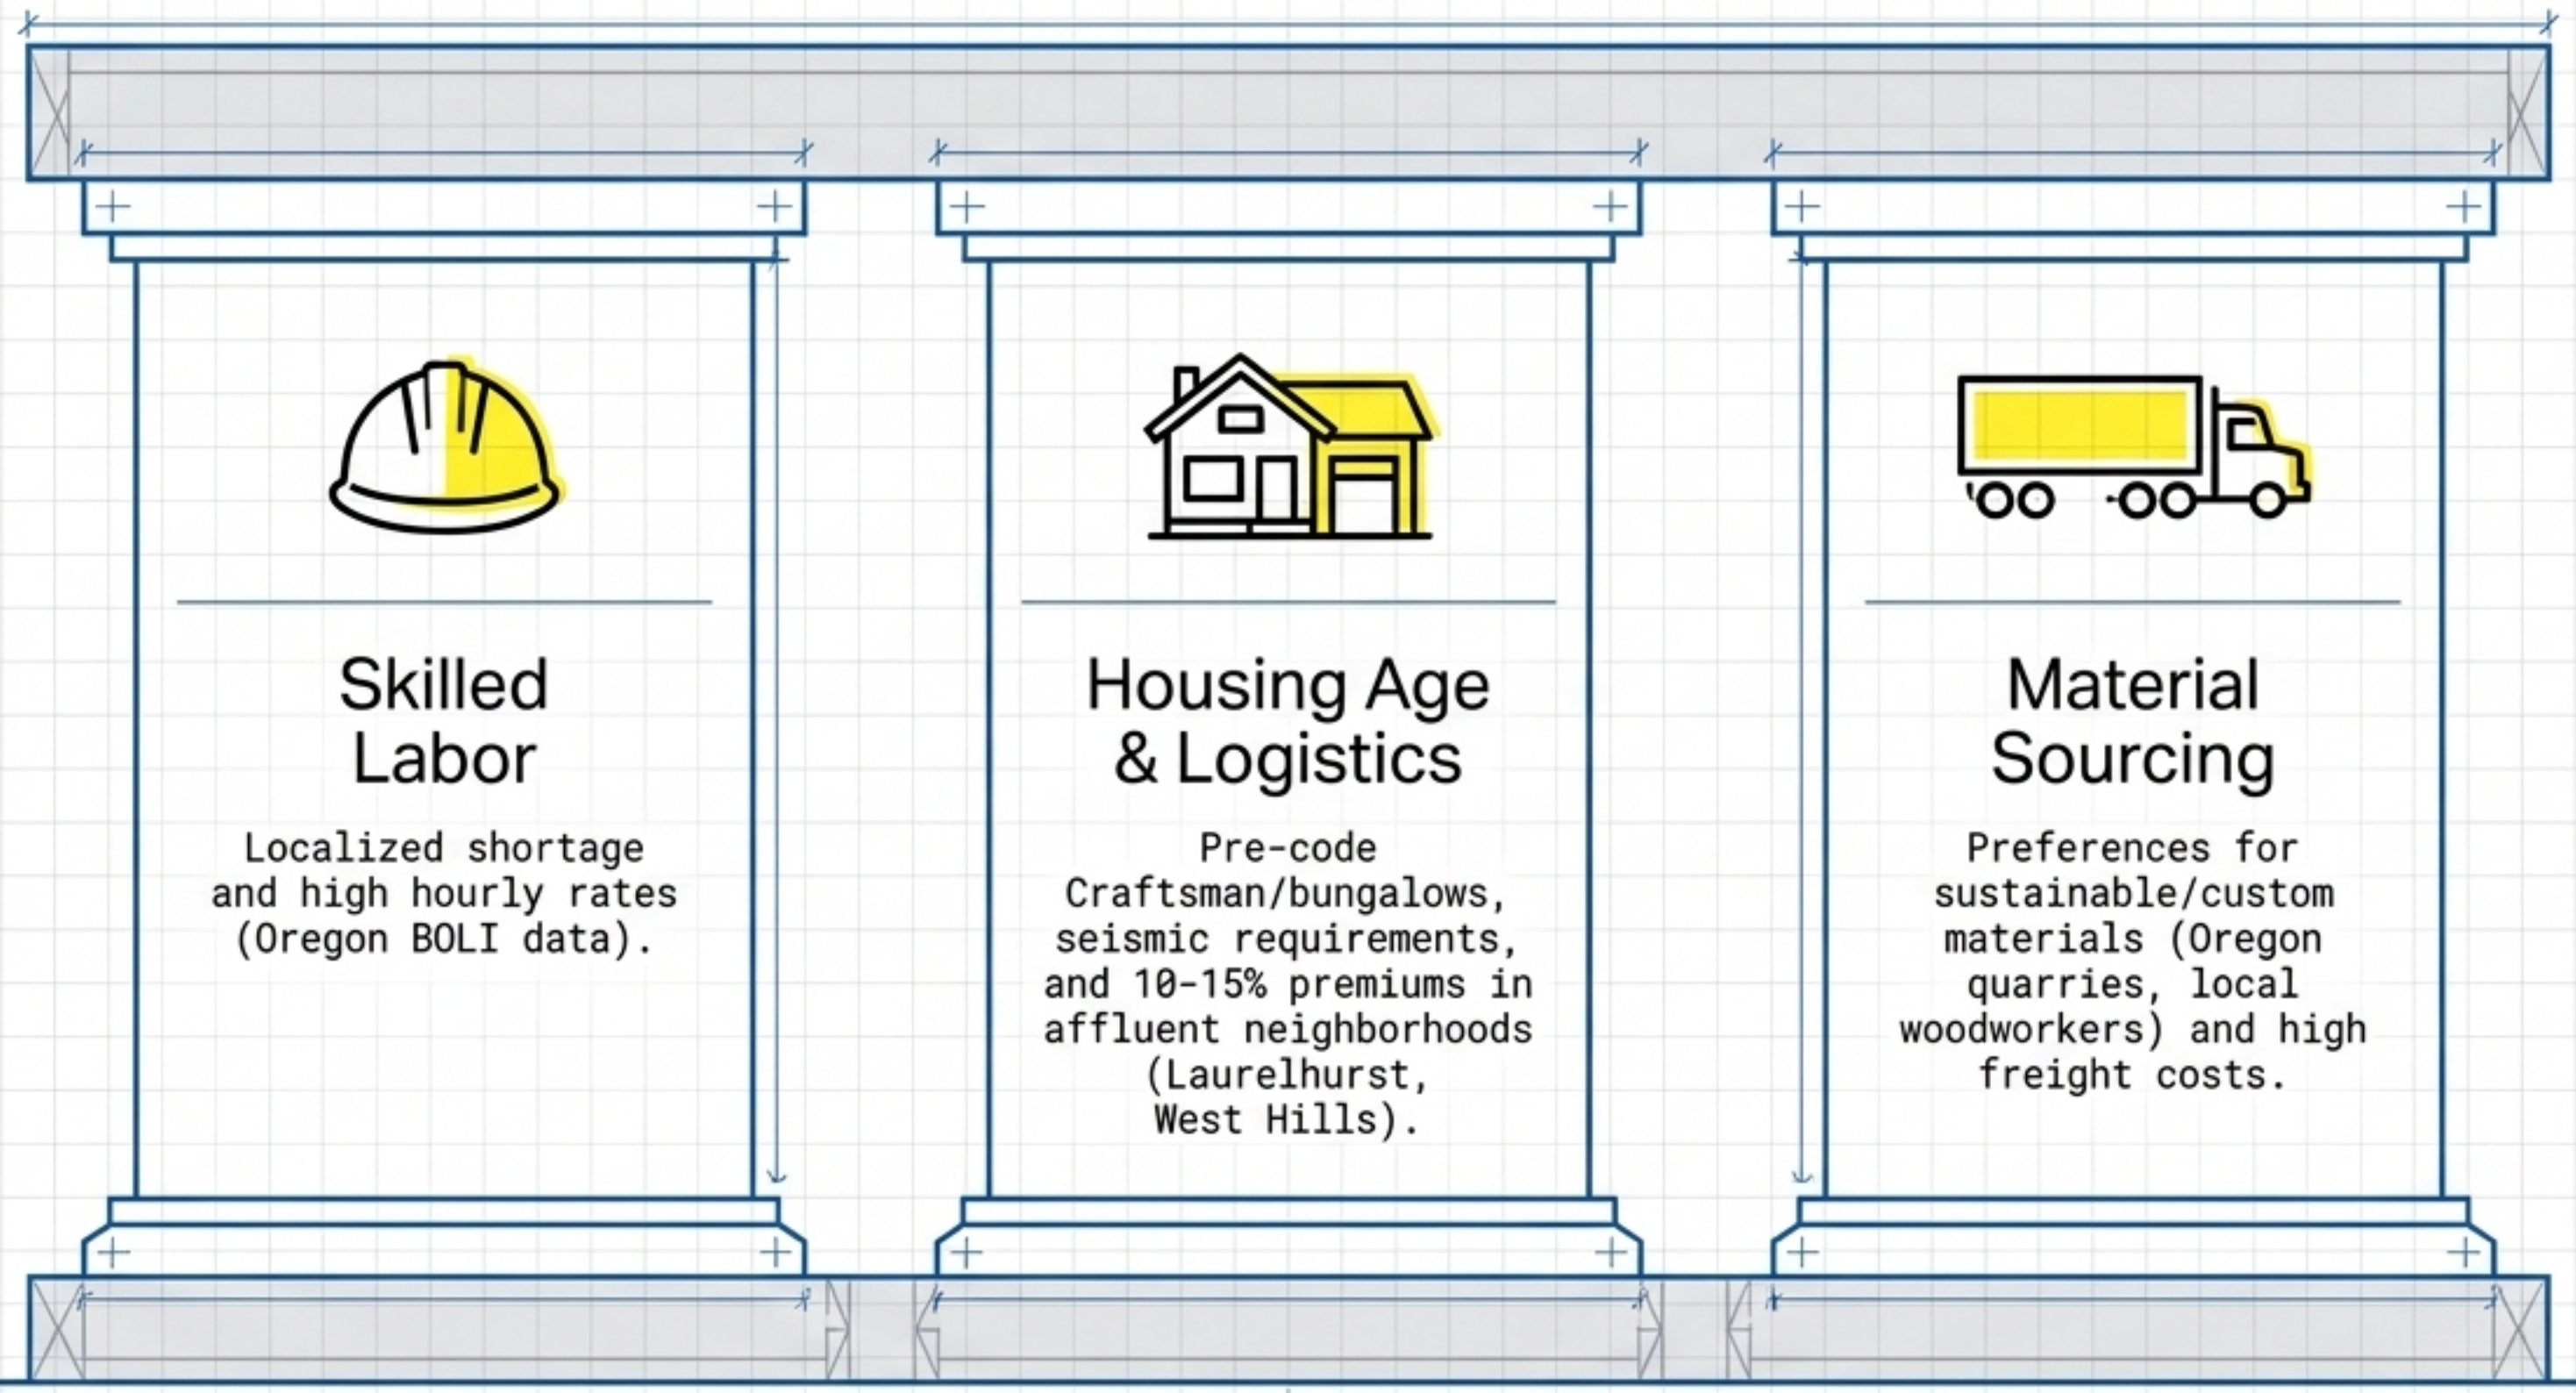 Skilled
Labor
Localized shortage
and high hourly rates
(Oregon BOLI data).
Housing Age
& Logistics
Pre-code
Craftsman/bungalows,
seismic requirements,
and 10-15% premiums in
affluent neighborhoods
(Laurelhurst,
West Hills).
Material
Sourcing
Preferences for
sustainable/custom
materials (Oregon
quarries, local
woodworkers) and high
freight costs.